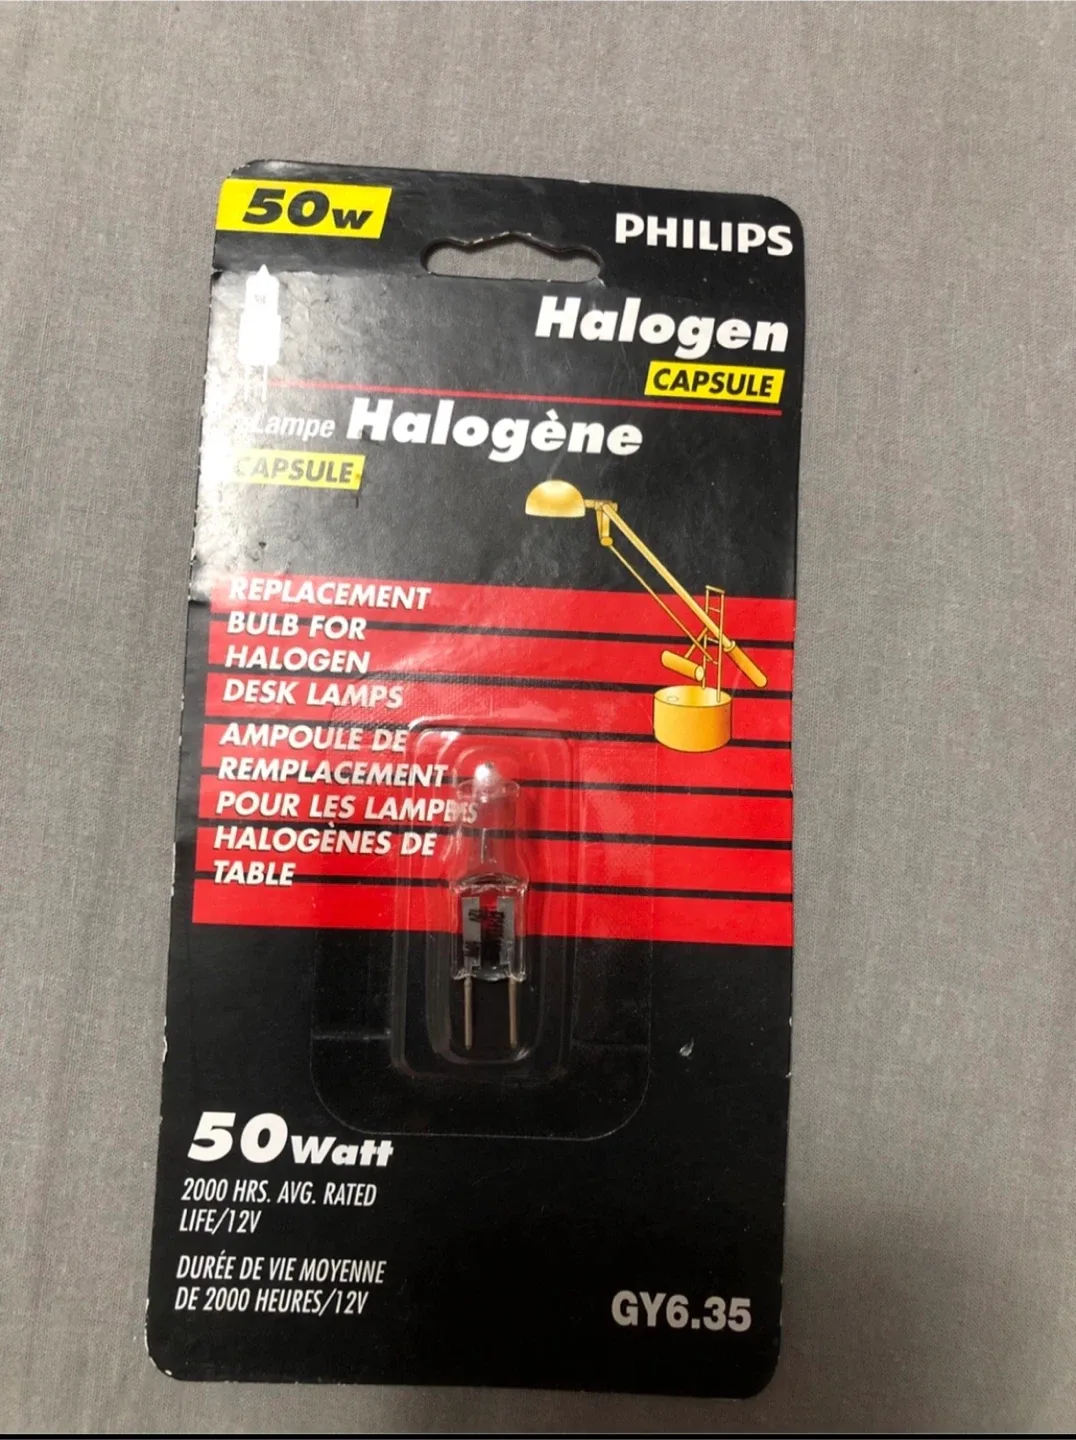 50W
PHILIPS
Halogen
CAPSULE
Lampe Halogène
CAPSULE
REPLACEMENT
BULB FOR
HALOGEN
DESK LAMPS
AMPOULE DE
REMPLACEMENT
POUR LES LAMPES
HALOGÈNES DE
TABLE
50Watt
2000 HRS. AVG. RATED
LIFE/12V
DURÉE DE VIE MOYENNE
DE 2000 HEURES/12V
GY6.35